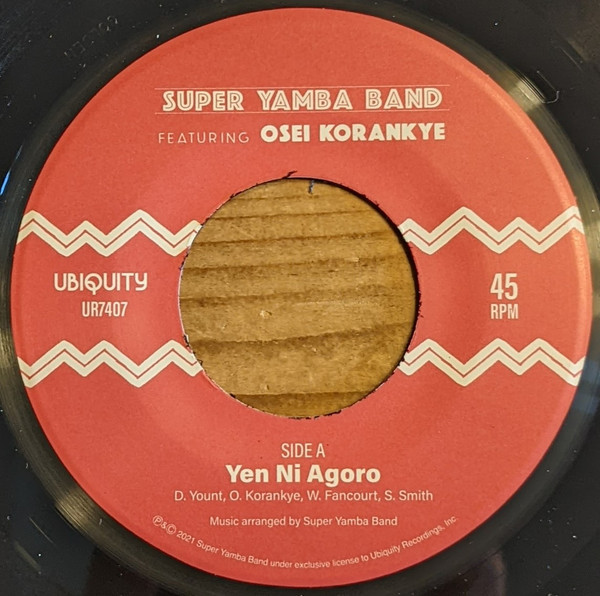 SUPER YAMBA BAND
FEATURING OSEI KORANKYE
UBIQUITY
UR7407
45
RPM
SIDE A
Yen Ni Agoro
D. Yount, O. Korankye, W. Fancourt, S. Smith
Music arranged by Super Yamba Band
℗&© 2021 Super Yamba Band under exclusive license to Ubiquity Recordings, Inc.